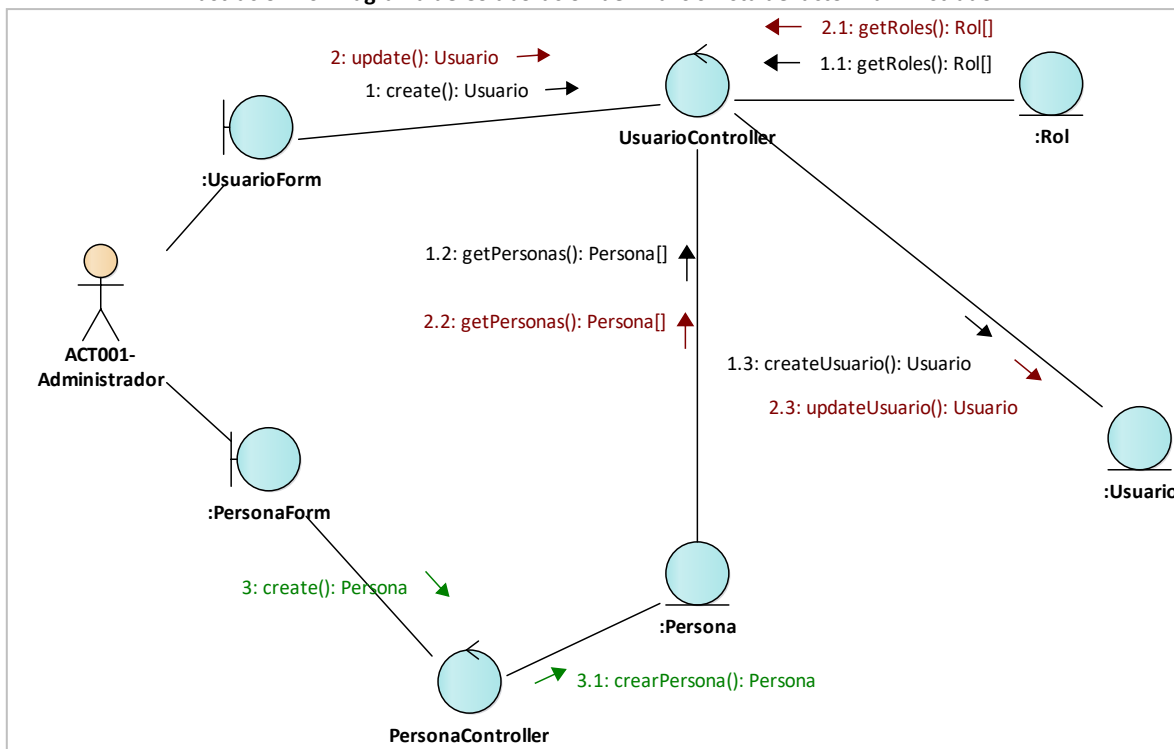 2.1: getRoles(): Rol[]
2: update(): Usuario
1.1: getRoles(): Rol[]
1: create(): Usuario
UsuarioController
:Rol
:UsuarioForm
1.2: getPersonas(): Persona[]
2.2: getPersonas(): Persona[]
ACT001-
Administrador
1.3: createUsuario(): Usuario
2.3: updateUsuario(): Usuario
:Usuario
:PersonaForm
3: create(): Persona
:Persona
3.1: crearPersona(): Persona
PersonaController